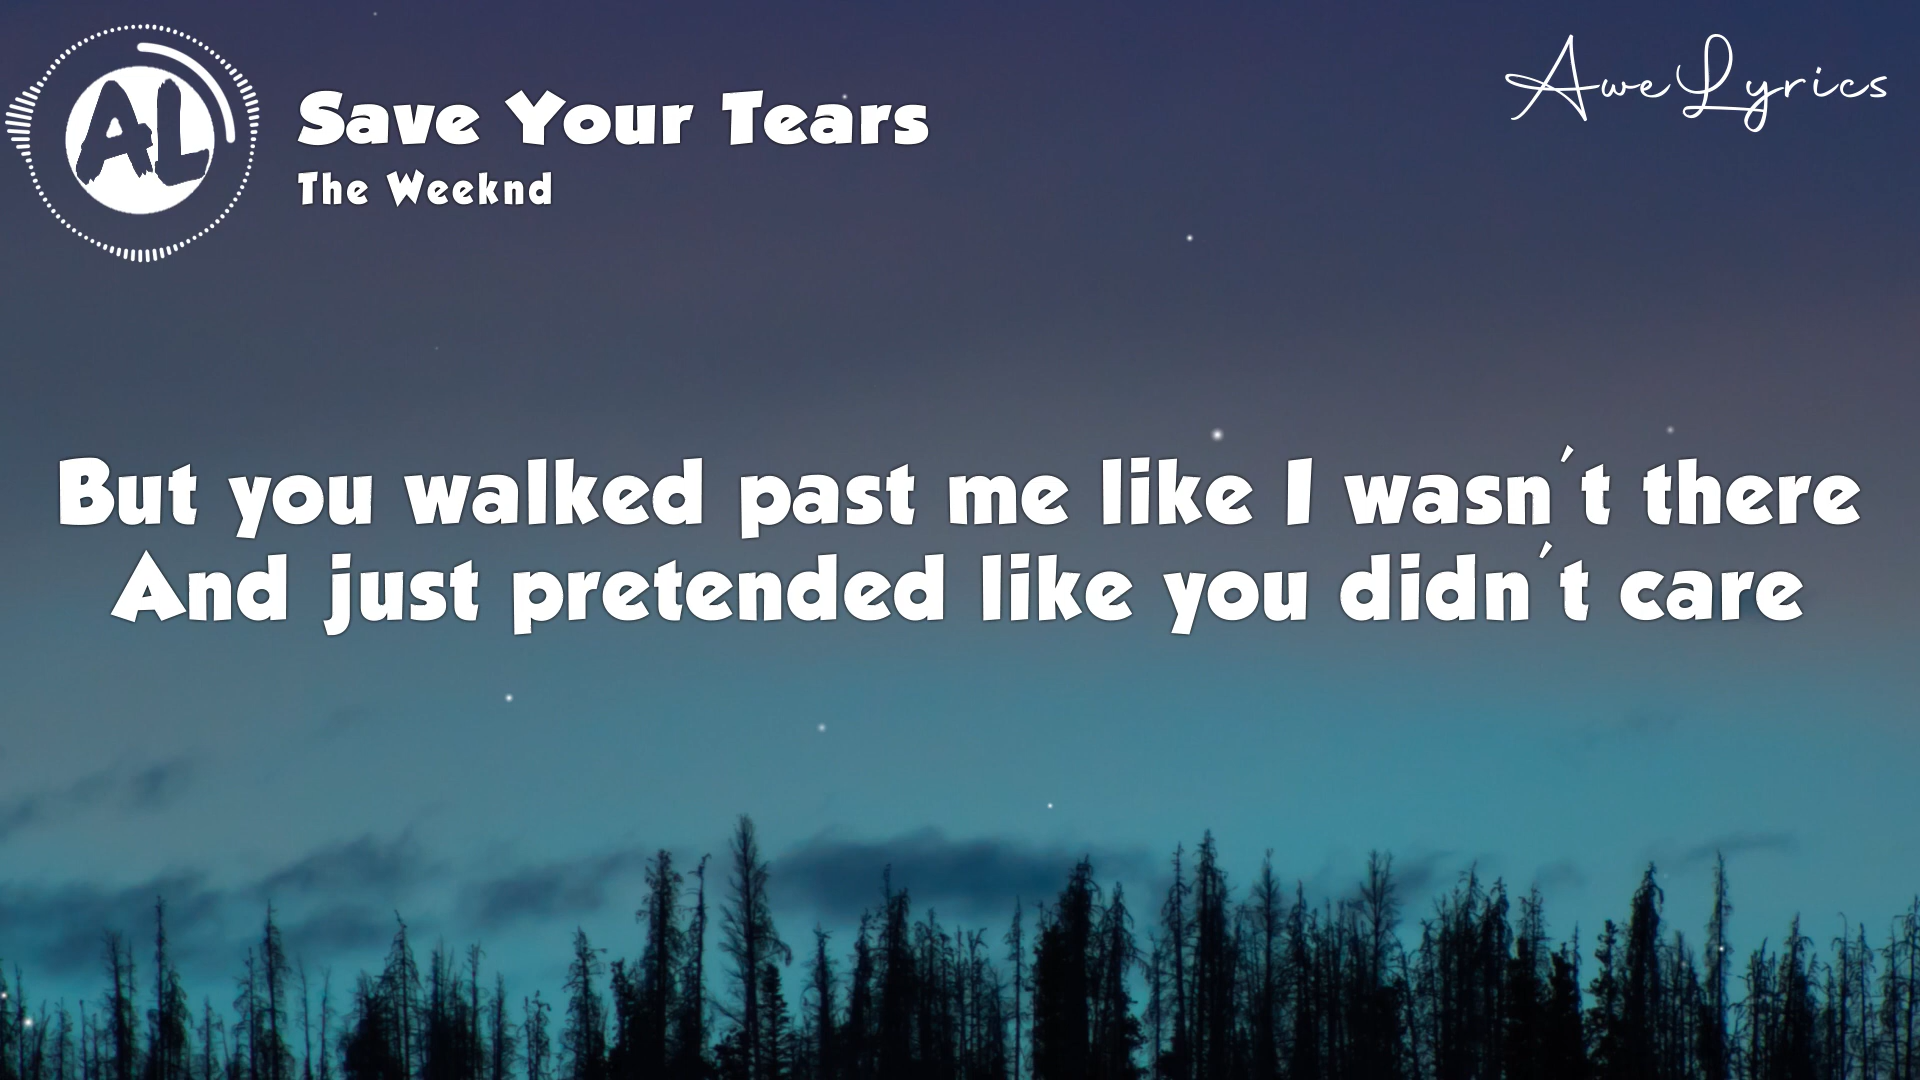 AL
Save Your Tears
The Weeknd
AweLyrics
But you walked past me like I wasn't there
And just pretended like you didn't care